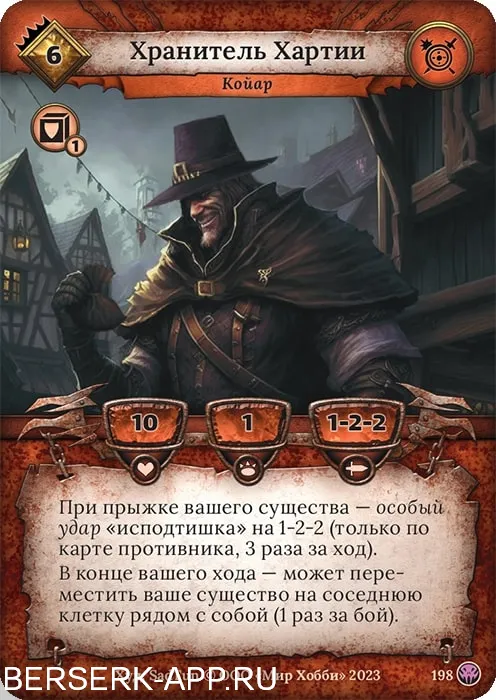 6
Хранитель Хартии
Койар
1
10
1
1-2-2
При прыжке вашего существа — особый
удар «исподтишка» на 1-2-2 (только по
карте противника, 3 раза за ход).
В конце вашего хода — может пере-
местить ваше существо на соседнюю
клетку рядом с собой (1 раз за бой).
«Мир Хобби» 2023
198
BERSERK-APP.РУ